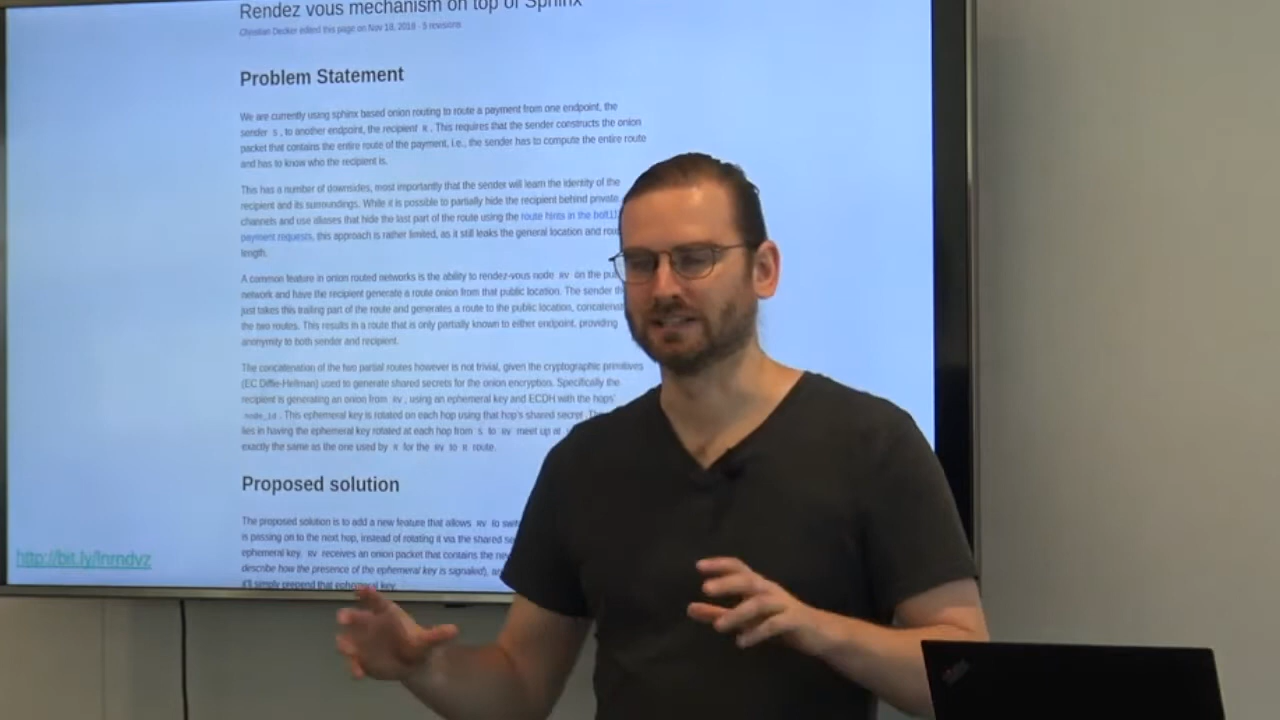 Rendez vous mechanism on top of Sphinx
Christian Decker edited this page on Nov 18, 2018 · 5 revisions
Problem Statement
We are currently using sphinx based onion routing to route a payment from one endpoint, the
sender S , to another endpoint, the recipient R . This requires that the sender constructs the onion
packet that contains the entire route of the payment, i.e., the sender has to compute the entire route
and has to know who the recipient is.
This has a number of downsides, most importantly that the sender will learn the identity of the
recipient and its surroundings. While it is possible to partially hide the recipient behind private
channels and use aliases that hide the last part of the route using the route hints in the bolt11
payment requests, this approach is rather limited, as it still leaks the general location and
length.
A common feature in onion routed networks is the ability to rendez-vous node RV on the
network and have the recipient generate a route onion from that public location. The sender
just takes this trailing part of the route and generates a route to the public location,
the two routes. This results in a route that is only partially known to either endpoint, providing
anonymity to both sender and recipient.
The concatenation of the two partial routes however is not trivial, given the cryptographic primitives
(EC Diffie-Hellman) used to generate shared secrets for the onion encryption. Specifically the
recipient is generating an onion from RV , using an ephemeral key and ECDH with the hops'
node_id . This ephemeral key is rotated on each hop using that hop's shared secret .
lies in having the ephemeral key rotated at each hop from S to RV meet up at
exactly the same as the one used by R for the RV to R route.
Proposed solution
The proposed solution is to add a new feature that allows RV to
is passing on to the next hop, instead of rotating it via the shared
ephemeral key. RV receives an onion packet that contains the
describe how the presence of the ephemeral key is signaled),
it'll simply prepend that ephemeral key
http://bit.ly/lnrndvz